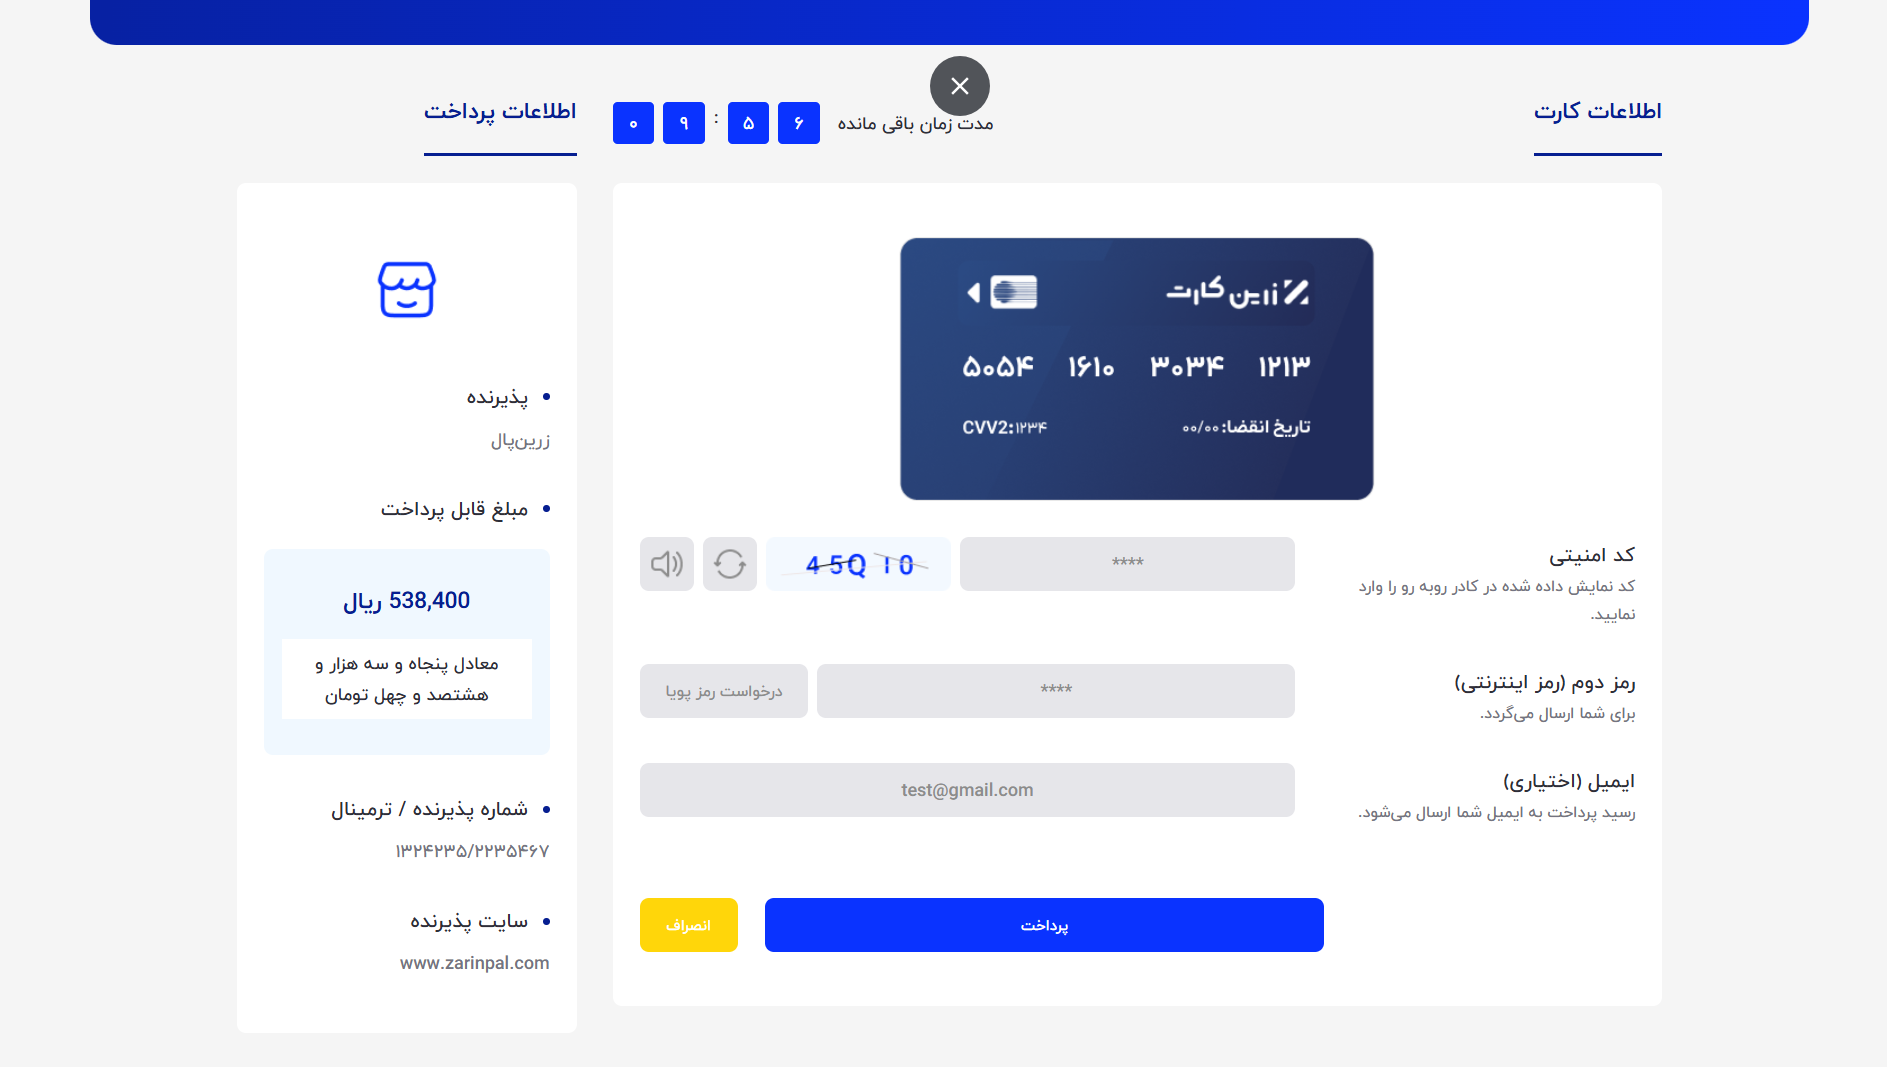 اطلاعات کارت
مدت زمان باقی مانده
۰ ۹ : ۵ ۶
زرین کارت
۵۰۵۴ ۱۶۱۰ ۳۰۳۴ ۱۲۱۳
تاریخ انقضا: ۰۰/۰۰
CVV2: ۱۲۳۴
کد امنیتی
کد نمایش داده شده در کادر روبه رو را وارد
نمایید.
****
45Q10
رمز دوم (رمز اینترنتی)
برای شما ارسال می‌گردد.
****
درخواست رمز پویا
ایمیل (اختیاری)
رسید پرداخت به ایمیل شما ارسال می‌شود.
test@gmail.com
پرداخت
انصراف
اطلاعات پرداخت
پذیرنده
زرین‌پال
مبلغ قابل پرداخت
538,400 ریال
معادل پنجاه و سه هزار و
هشتصد و چهل تومان
شماره پذیرنده / ترمینال
۱۳۲۴۲۳۵/۲۲۳۵۴۶۷
سایت پذیرنده
www.zarinpal.com